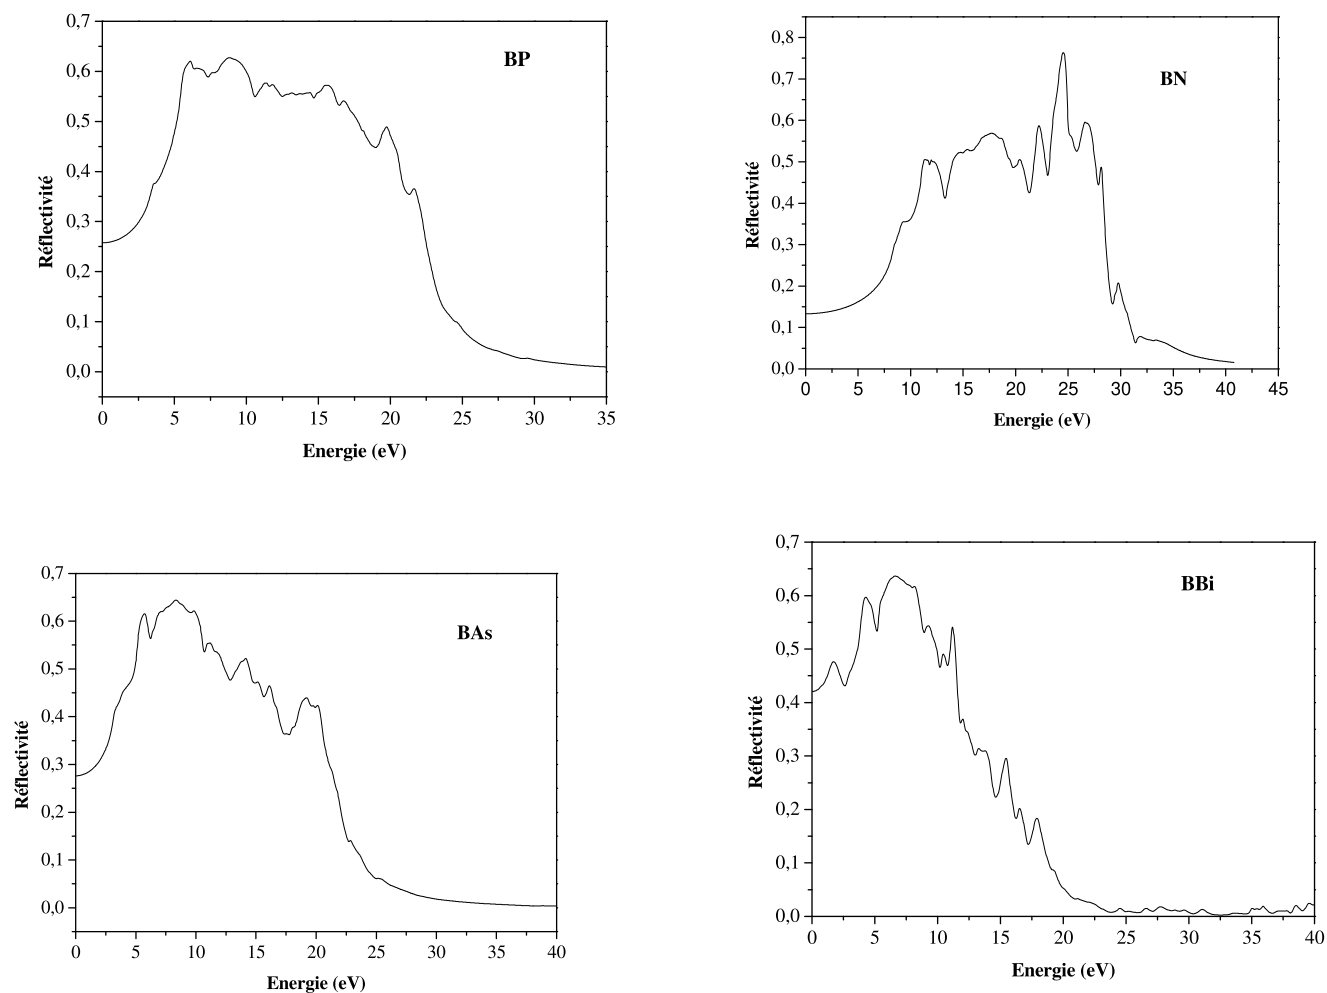 BP
Réflectivité
0,7
0,6
0,5
0,4
0,3
0,2
0,1
0,0
0 5 10 15 20 25 30 35
Energie (eV)
BN
Réflectivité
0,8
0,7
0,6
0,5
0,4
0,3
0,2
0,1
0,0
0 5 10 15 20 25 30 35 40 45
Energie (eV)
BAs
Réflectivité
0,7
0,6
0,5
0,4
0,3
0,2
0,1
0,0
0 5 10 15 20 25 30 35 40
Energie (eV)
BBi
Réflectivité
0,7
0,6
0,5
0,4
0,3
0,2
0,1
0,0
0 5 10 15 20 25 30 35 40
Energie (eV)